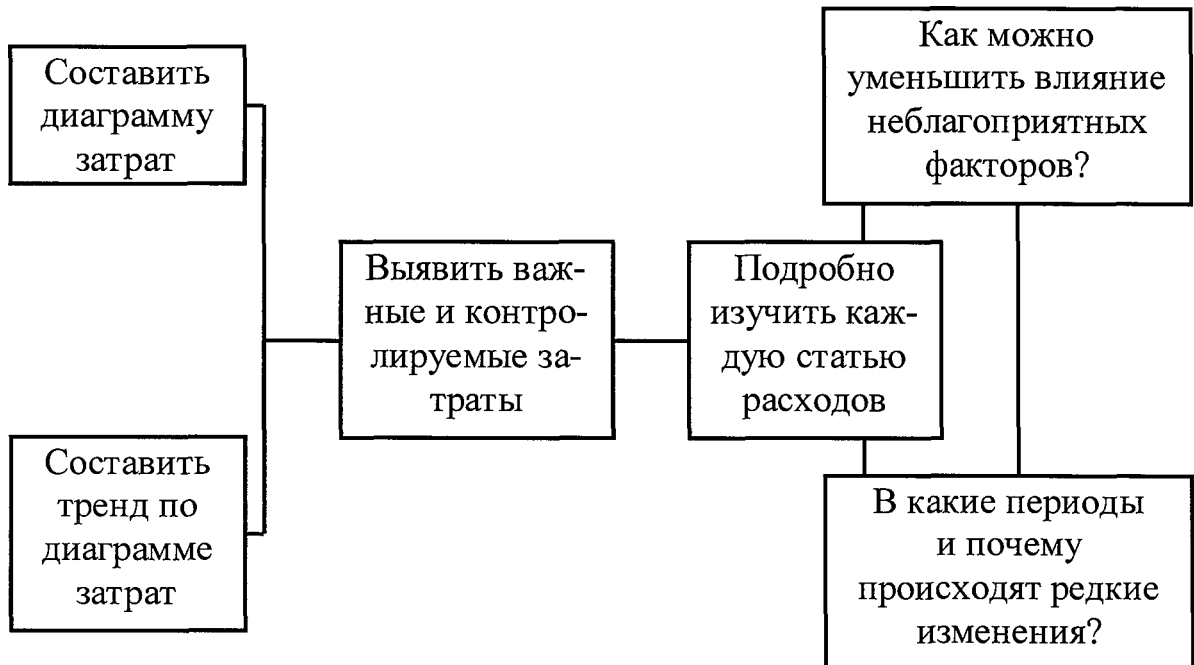 Составить
диаграмму
затрат
Составить
тренд по
диаграмме
затрат
Выявить важ-
ные и контро-
лируемые за-
траты
Подробно
изучить каж-
дую статью
расходов
Как можно
уменьшить влияние
неблагоприятных
факторов?
В какие периоды
и почему
происходят редкие
изменения?